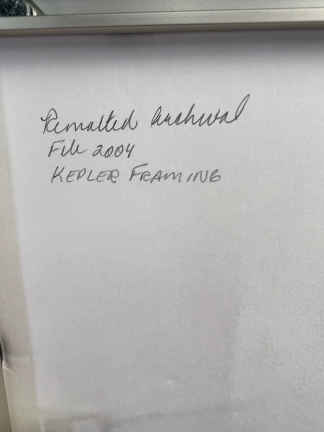 Rematted Archival
Feb 2004
KEPLER FRAMING